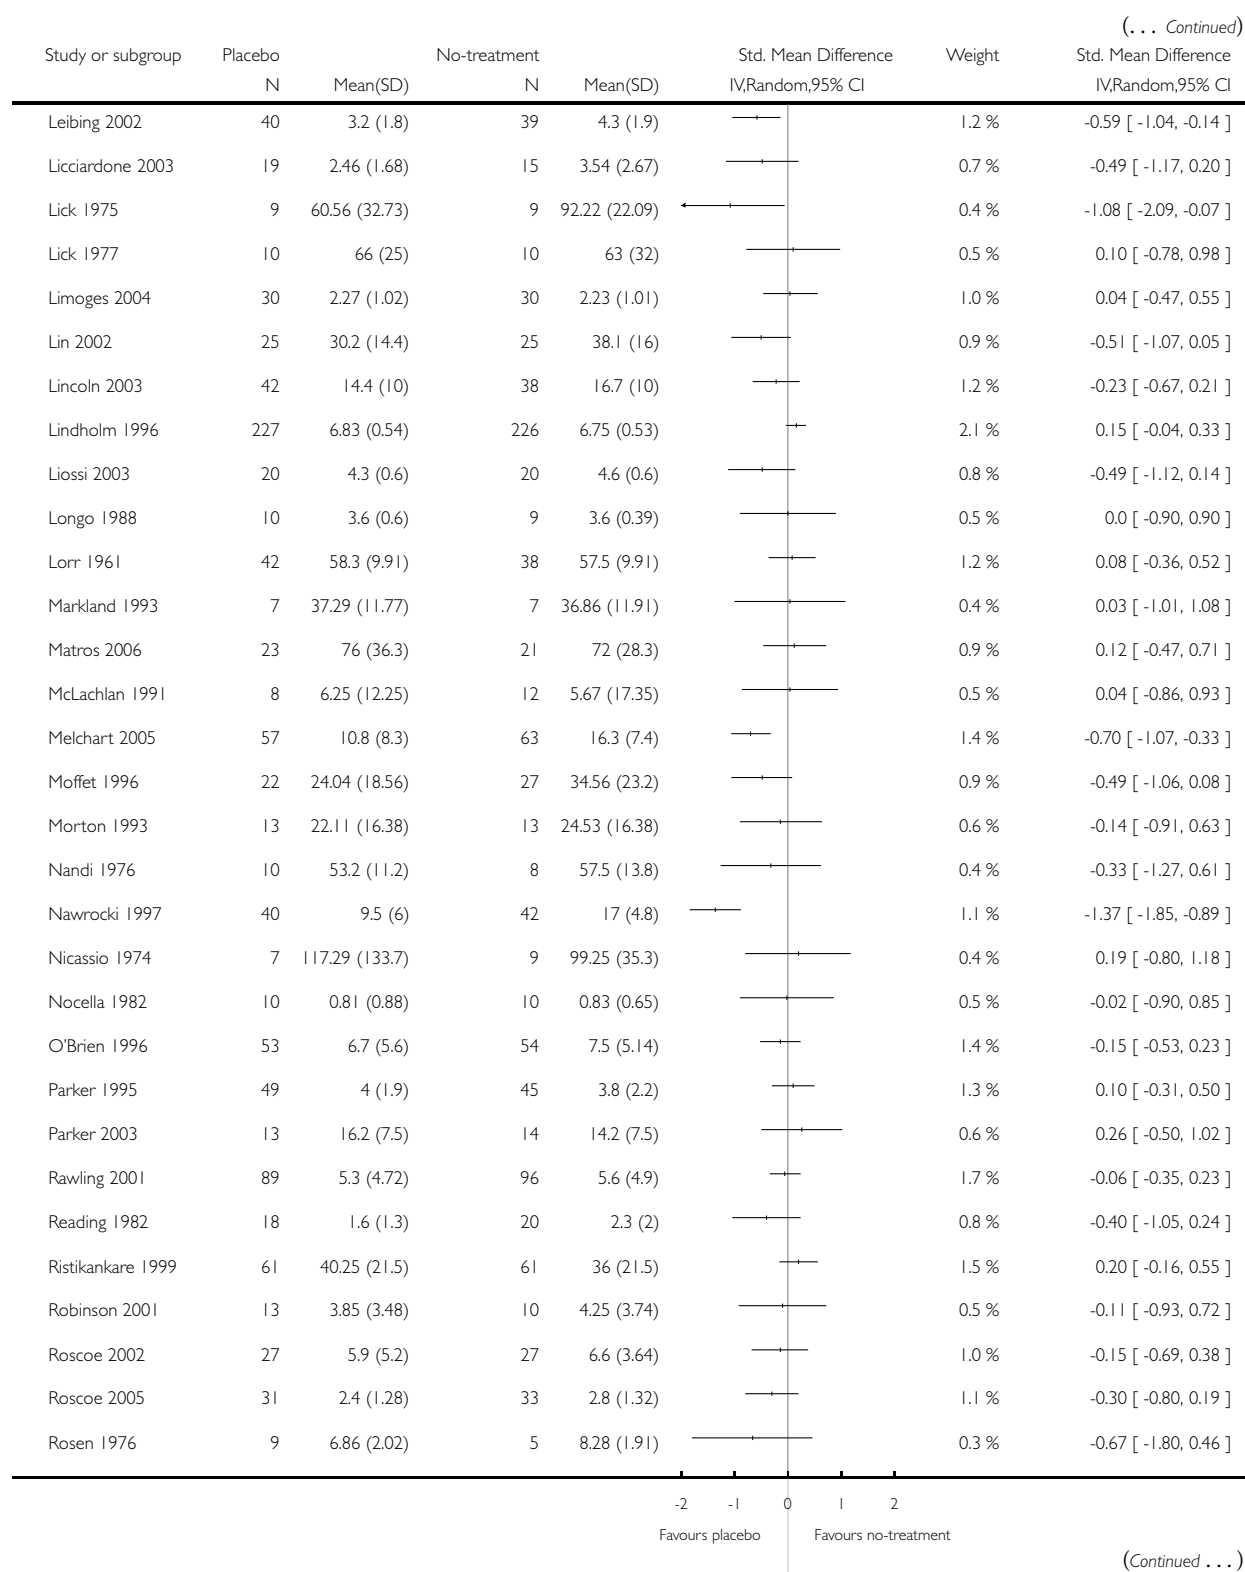 (... Continued)
Study or subgroup Placebo No-treatment Std. Mean Difference Weight Std. Mean Difference
N Mean(SD) N Mean(SD) IV,Random,95% CI IV,Random,95% CI
Leibing 2002 40 3.2 (1.8) 39 4.3 (1.9) 1.2 % -0.59 [ -1.04, -0.14 ]
Licciardone 2003 19 2.46 (1.68) 15 3.54 (2.67) 0.7 % -0.49 [ -1.17, 0.20 ]
Lick 1975 9 60.56 (32.73) 9 92.22 (22.09) 0.4 % -1.08 [ -2.09, -0.07 ]
Lick 1977 10 66 (25) 10 63 (32) 0.5 % 0.10 [ -0.78, 0.98 ]
Limoges 2004 30 2.27 (1.02) 30 2.23 (1.01) 1.0 % 0.04 [ -0.47, 0.55 ]
Lin 2002 25 30.2 (14.4) 25 38.1 (16) 0.9 % -0.51 [ -1.07, 0.05 ]
Lincoln 2003 42 14.4 (10) 38 16.7 (10) 1.2 % -0.23 [ -0.67, 0.21 ]
Lindholm 1996 227 6.83 (0.54) 226 6.75 (0.53) 2.1 % 0.15 [ -0.04, 0.33 ]
Liossi 2003 20 4.3 (0.6) 20 4.6 (0.6) 0.8 % -0.49 [ -1.12, 0.14 ]
Longo 1988 10 3.6 (0.6) 9 3.6 (0.39) 0.5 % 0.0 [ -0.90, 0.90 ]
Lorr 1961 42 58.3 (9.91) 38 57.5 (9.91) 1.2 % 0.08 [ -0.36, 0.52 ]
Markland 1993 7 37.29 (11.77) 7 36.86 (11.91) 0.4 % 0.03 [ -1.01, 1.08 ]
Matros 2006 23 76 (36.3) 21 72 (28.3) 0.9 % 0.12 [ -0.47, 0.71 ]
McLachlan 1991 8 6.25 (12.25) 12 5.67 (17.35) 0.5 % 0.04 [ -0.86, 0.93 ]
Melchart 2005 57 10.8 (8.3) 63 16.3 (7.4) 1.4 % -0.70 [ -1.07, -0.33 ]
Moffet 1996 22 24.04 (18.56) 27 34.56 (23.2) 0.9 % -0.49 [ -1.06, 0.08 ]
Morton 1993 13 22.11 (16.38) 13 24.53 (16.38) 0.6 % -0.14 [ -0.91, 0.63 ]
Nandi 1976 10 53.2 (11.2) 8 57.5 (13.8) 0.4 % -0.33 [ -1.27, 0.61 ]
Nawrocki 1997 40 9.5 (6) 42 17 (4.8) 1.1 % -1.37 [ -1.85, -0.89 ]
Nicassio 1974 7 117.29 (133.7) 9 99.25 (35.3) 0.4 % 0.19 [ -0.80, 1.18 ]
Nocella 1982 10 0.81 (0.88) 10 0.83 (0.65) 0.5 % -0.02 [ -0.90, 0.85 ]
O'Brien 1996 53 6.7 (5.6) 54 7.5 (5.14) 1.4 % -0.15 [ -0.53, 0.23 ]
Parker 1995 49 4 (1.9) 45 3.8 (2.2) 1.3 % 0.10 [ -0.31, 0.50 ]
Parker 2003 13 16.2 (7.5) 14 14.2 (7.5) 0.6 % 0.26 [ -0.50, 1.02 ]
Rawling 2001 89 5.3 (4.72) 96 5.6 (4.9) 1.7 % -0.06 [ -0.35, 0.23 ]
Reading 1982 18 1.6 (1.3) 20 2.3 (2) 0.8 % -0.40 [ -1.05, 0.24 ]
Ristikankare 1999 61 40.25 (21.5) 61 36 (21.5) 1.5 % 0.20 [ -0.16, 0.55 ]
Robinson 2001 13 3.85 (3.48) 10 4.25 (3.74) 0.5 % -0.11 [ -0.93, 0.72 ]
Roscoe 2002 27 5.9 (5.2) 27 6.6 (3.64) 1.0 % -0.15 [ -0.69, 0.38 ]
Roscoe 2005 31 2.4 (1.28) 33 2.8 (1.32) 1.1 % -0.30 [ -0.80, 0.19 ]
Rosen 1976 9 6.86 (2.02) 5 8.28 (1.91) 0.3 % -0.67 [ -1.80, 0.46 ]
-2 -1 0 1 2
Favours placebo Favours no-treatment
(Continued ...)